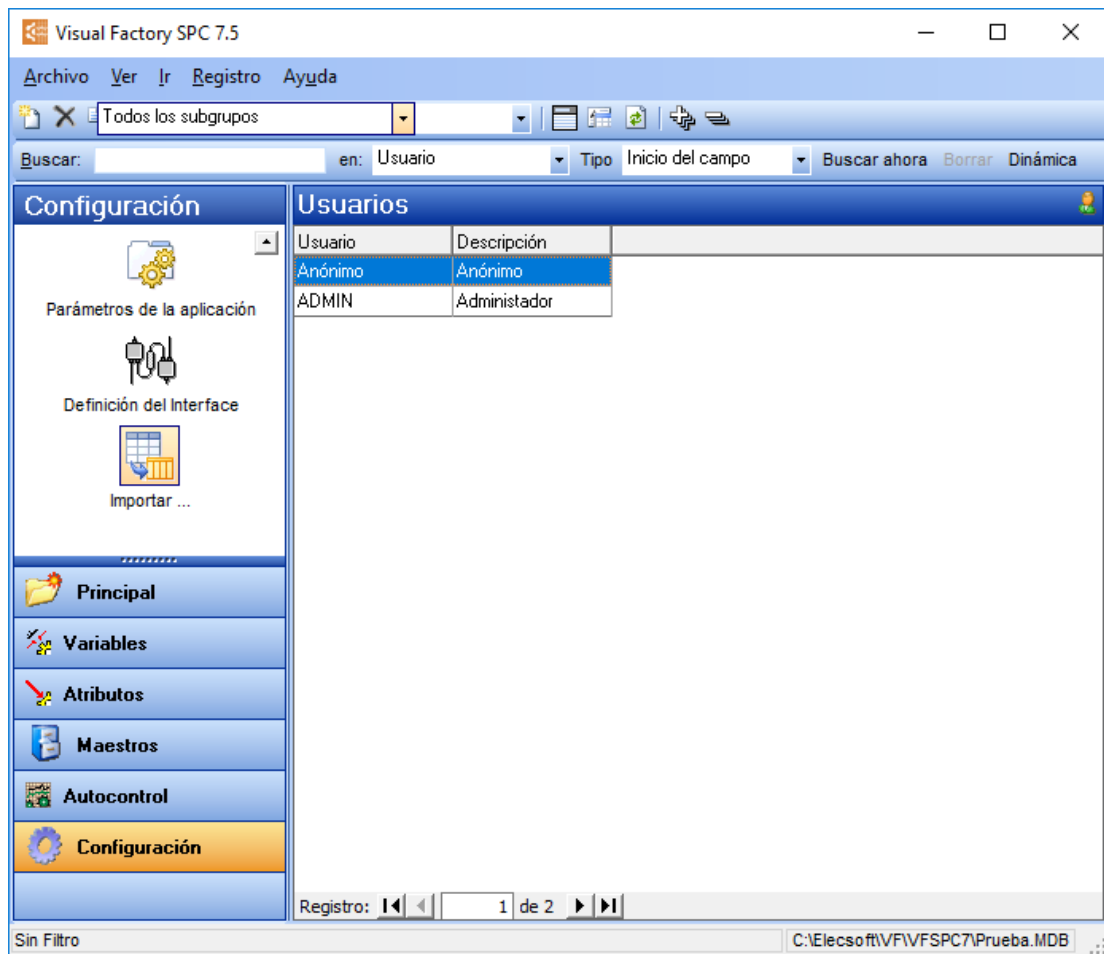 Visual Factory SPC 7.5
Archivo Ver Ir Registro Ayuda
Todos los subgrupos
Buscar: en: Usuario Tipo Inicio del campo Buscar ahora Borrar Dinámica
Configuración
Parámetros de la aplicación
Definición del Interface
Importar ...
Principal
Variables
Atributos
Maestros
Autocontrol
Configuración
Usuarios
Usuario Descripción
Anónimo Anónimo
ADMIN Administador
Registro: 1 de 2
Sin Filtro C:\Elecsoft\VF\VFSPC7\Prueba.MDB